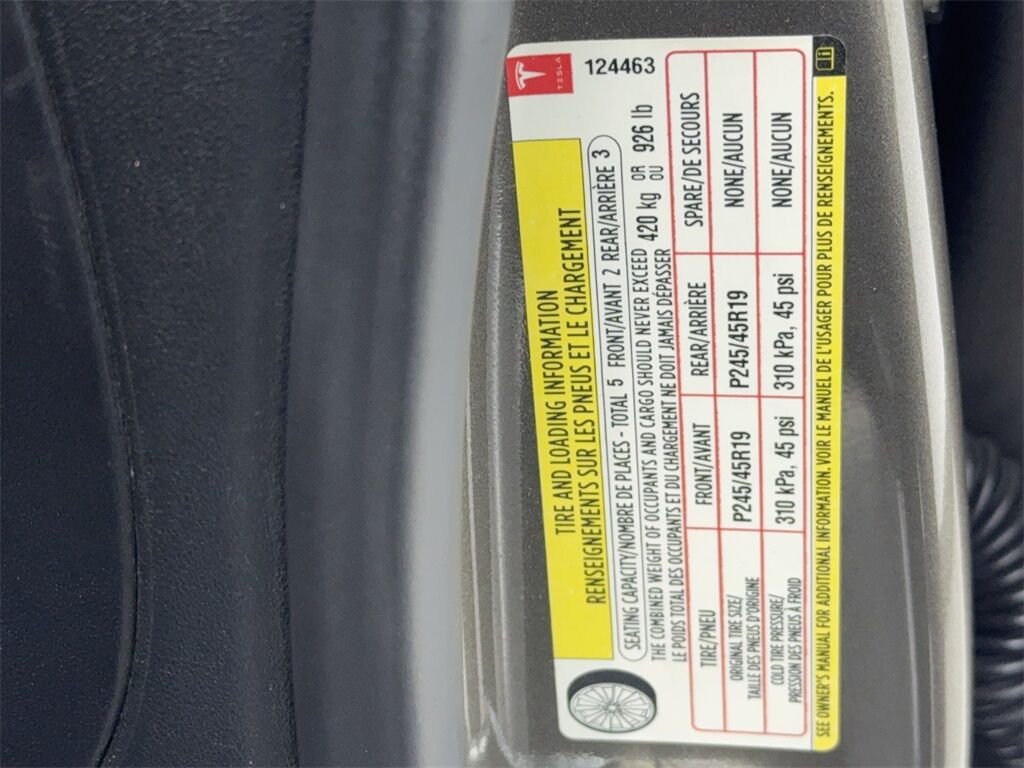 TESLA
124463
TIRE AND LOADING INFORMATION
RENSEIGNEMENTS SUR LES PNEUS ET LE CHARGEMENT
SEATING CAPACITY/NOMBRE DE PLACES - TOTAL 5 FRONT/AVANT 2 REAR/ARRIÈRE 3
THE COMBINED WEIGHT OF OCCUPANTS AND CARGO SHOULD NEVER EXCEED 420 kg OR 926 lb
LE POIDS TOTAL DES OCCUPANTS ET DU CHARGEMENT NE DOIT JAMAIS DÉPASSER OU
TIRE/PNEU FRONT/AVANT REAR/ARRIÈRE SPARE/DE SECOURS
ORIGINAL TIRE SIZE/
TAILLE DES PNEUS D'ORIGINE P245/45R19 P245/45R19 NONE/AUCUN
COLD TIRE PRESSURE/
PRESSION DES PNEUS À FROID 310 kPa, 45 psi 310 kPa, 45 psi NONE/AUCUN
SEE OWNER'S MANUAL FOR ADDITIONAL INFORMATION. VOIR LE MANUEL DE L'USAGER POUR PLUS DE RENSEIGNEMENTS.